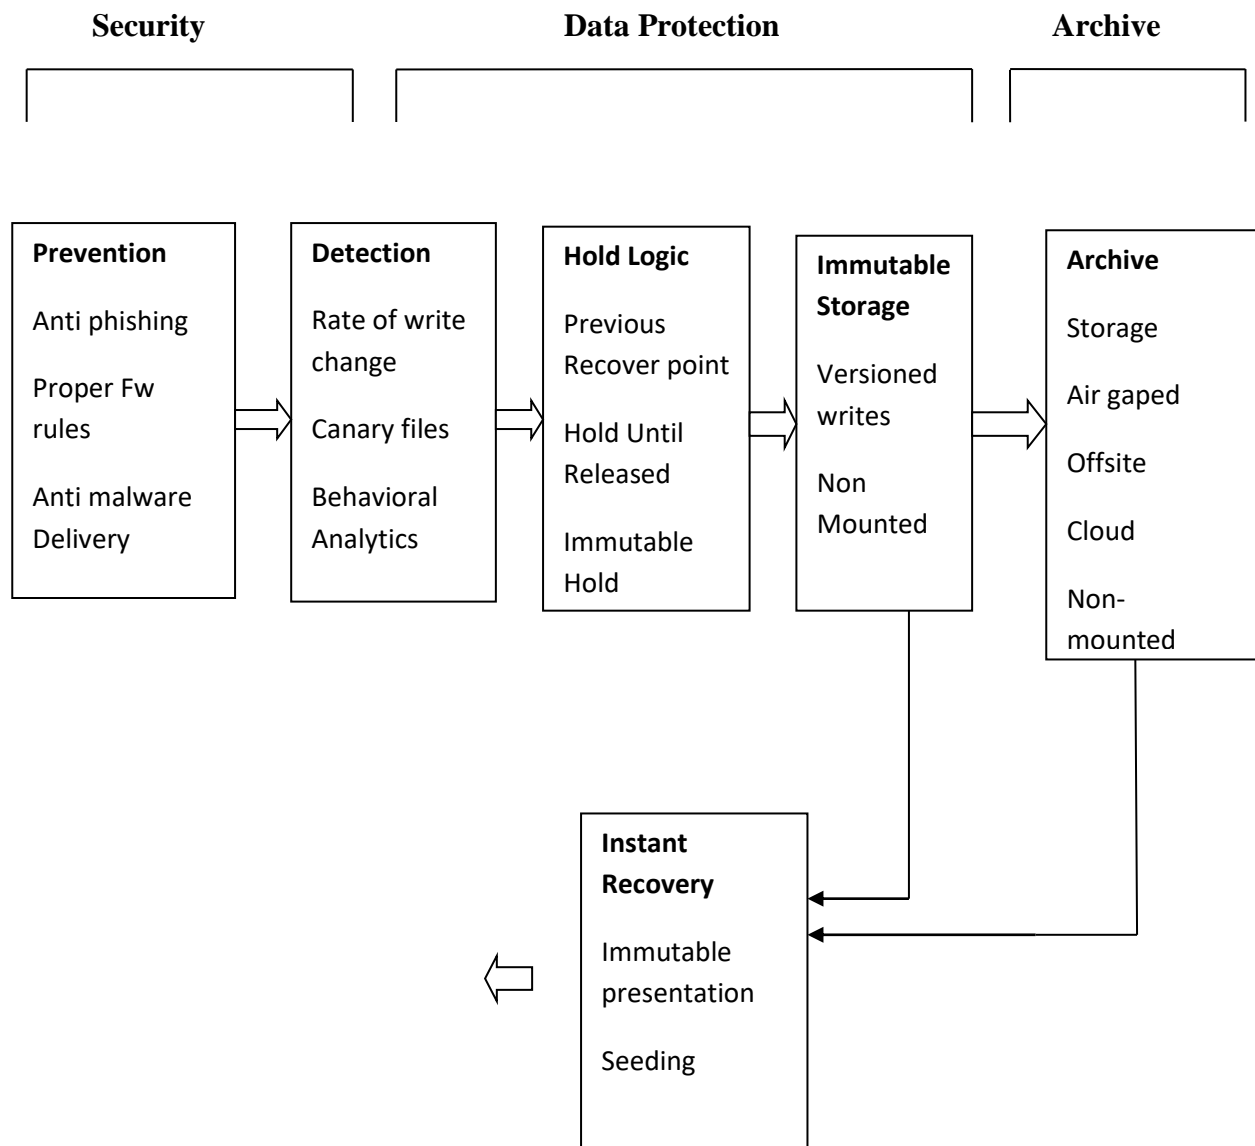 Security
Data Protection
Archive
Prevention
Anti phishing
Proper Fw
rules
Anti malware
Delivery
Detection
Rate of write
change
Canary files
Behavioral
Analytics
Hold Logic
Previous
Recover point
Hold Until
Released
Immutable
Hold
Immutable
Storage
Versioned
writes
Non
Mounted
Archive
Storage
Air gaped
Offsite
Cloud
Non-
mounted
Instant
Recovery
Immutable
presentation
Seeding